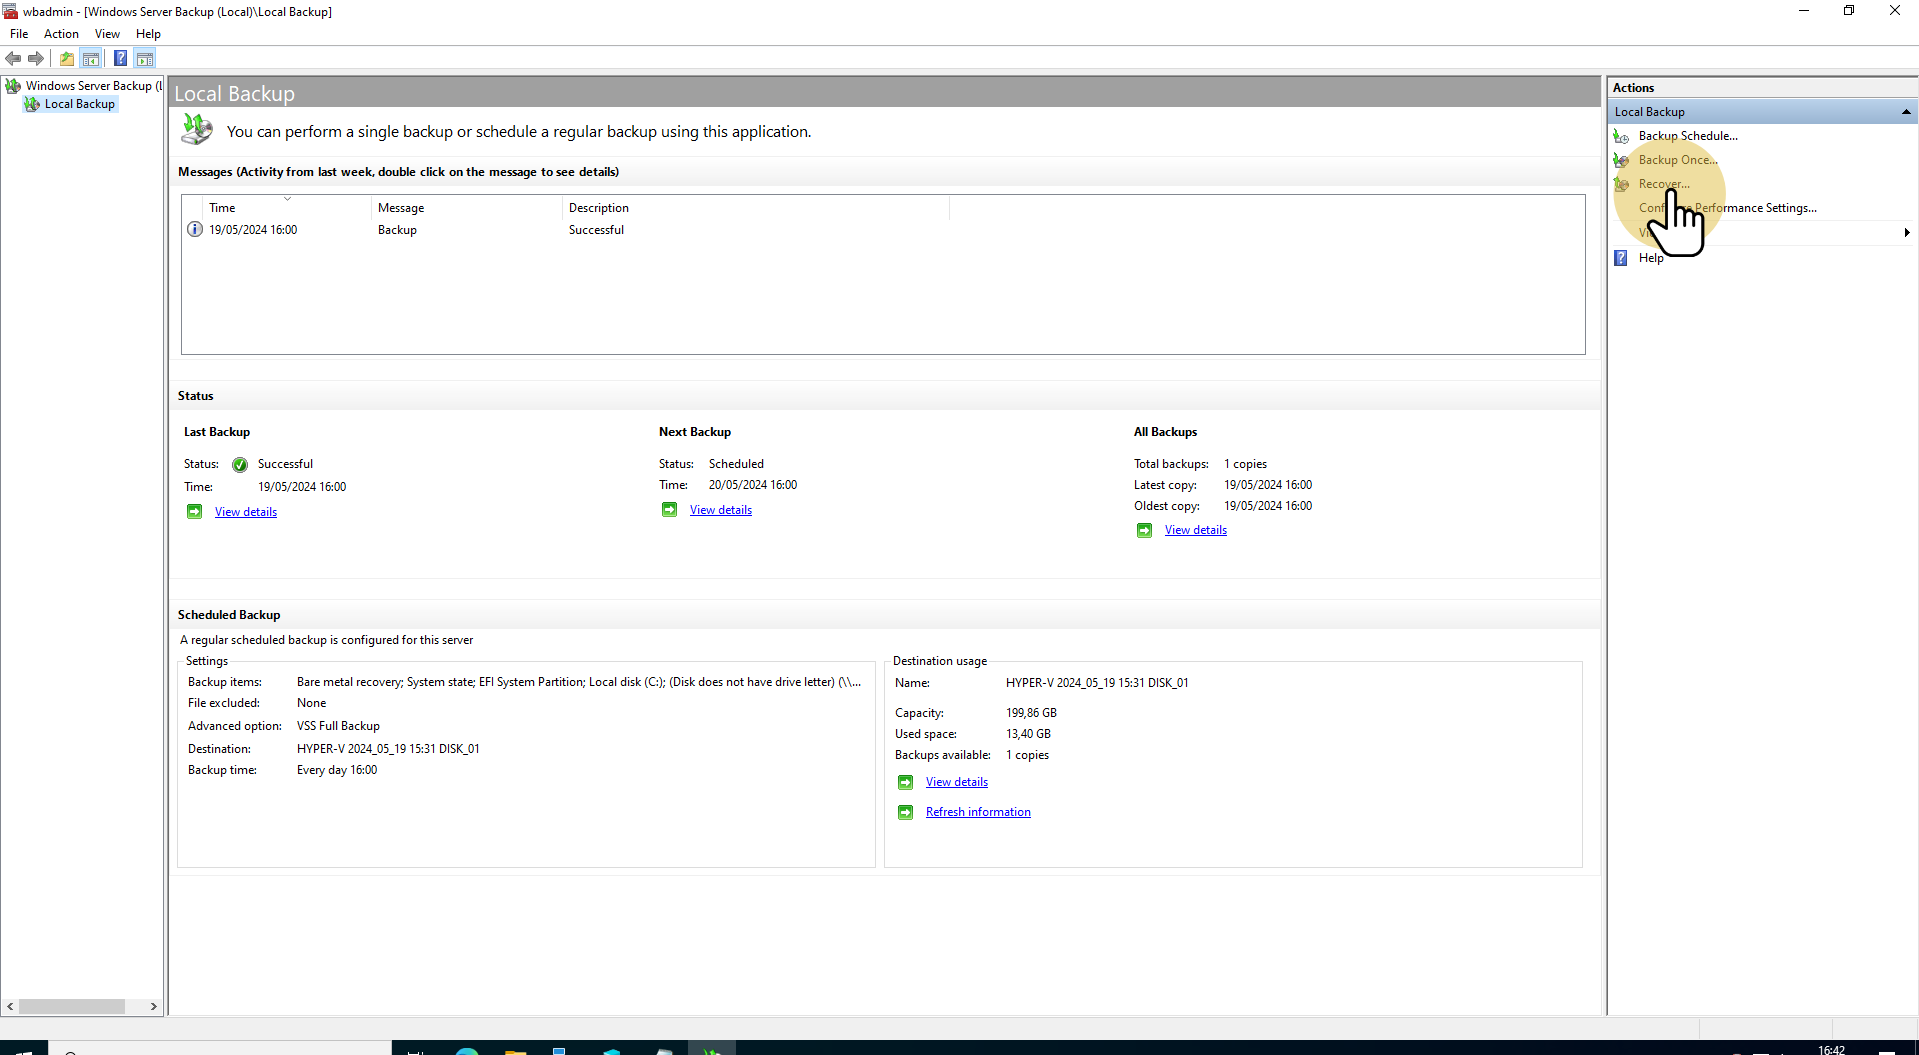 wbadmin - [Windows Server Backup (Local)\Local Backup]
File Action View Help
Windows Server Backup (L
Local Backup
Local Backup
You can perform a single backup or schedule a regular backup using this application.
Messages (Activity from last week, double click on the message to see details)
Time Message Description
19/05/2024 16:00 Backup Successful
Status
Last Backup
Status: Successful
Time: 19/05/2024 16:00
View details
Next Backup
Status: Scheduled
Time: 20/05/2024 16:00
View details
All Backups
Total backups: 1 copies
Latest copy: 19/05/2024 16:00
Oldest copy: 19/05/2024 16:00
View details
Scheduled Backup
A regular scheduled backup is configured for this server
Settings
Backup items: Bare metal recovery; System state; EFI System Partition; Local disk (C:); (Disk does not have drive letter) (\\...
File excluded: None
Advanced option: VSS Full Backup
Destination: HYPER-V 2024_05_19 15:31 DISK_01
Backup time: Every day 16:00
Destination usage
Name: HYPER-V 2024_05_19 15:31 DISK_01
Capacity: 199,86 GB
Used space: 13,40 GB
Backups available: 1 copies
View details
Refresh information
Actions
Local Backup
Backup Schedule...
Backup Once...
Recover...
Performance Settings...
Help
16:42